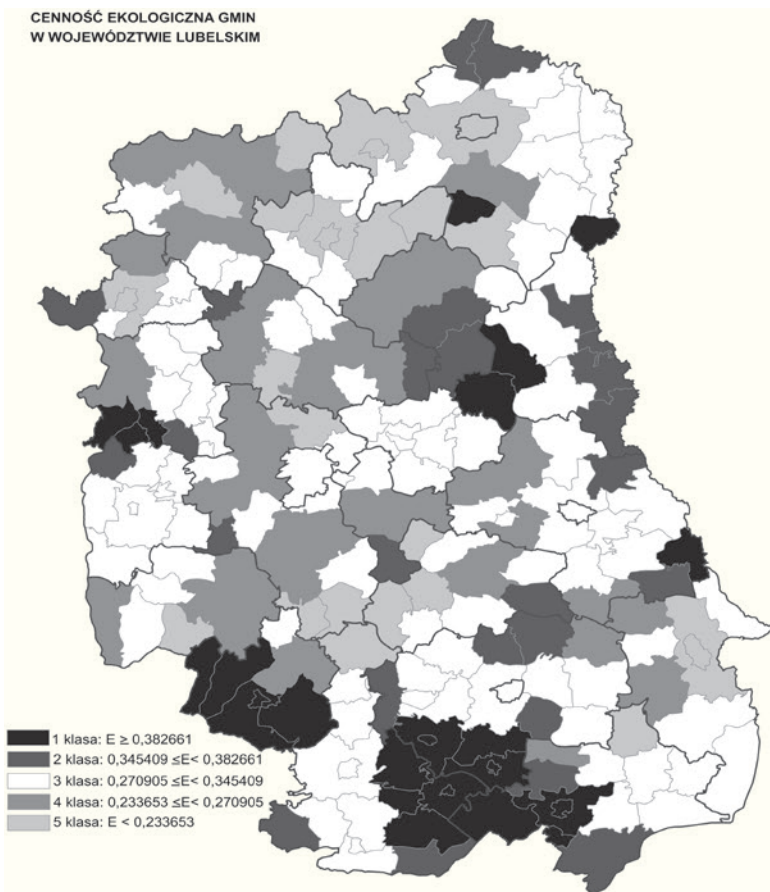 CENNOŚĆ EKOLOGICZNA GMIN
W WOJEWÓDZTWIE LUBELSKIM
1 klasa: E ≥ 0,382661
2 klasa: 0,345409 ≤E< 0,382661
3 klasa: 0,270905 ≤E< 0,345409
4 klasa: 0,233653 ≤E< 0,270905
5 klasa: E < 0,233653